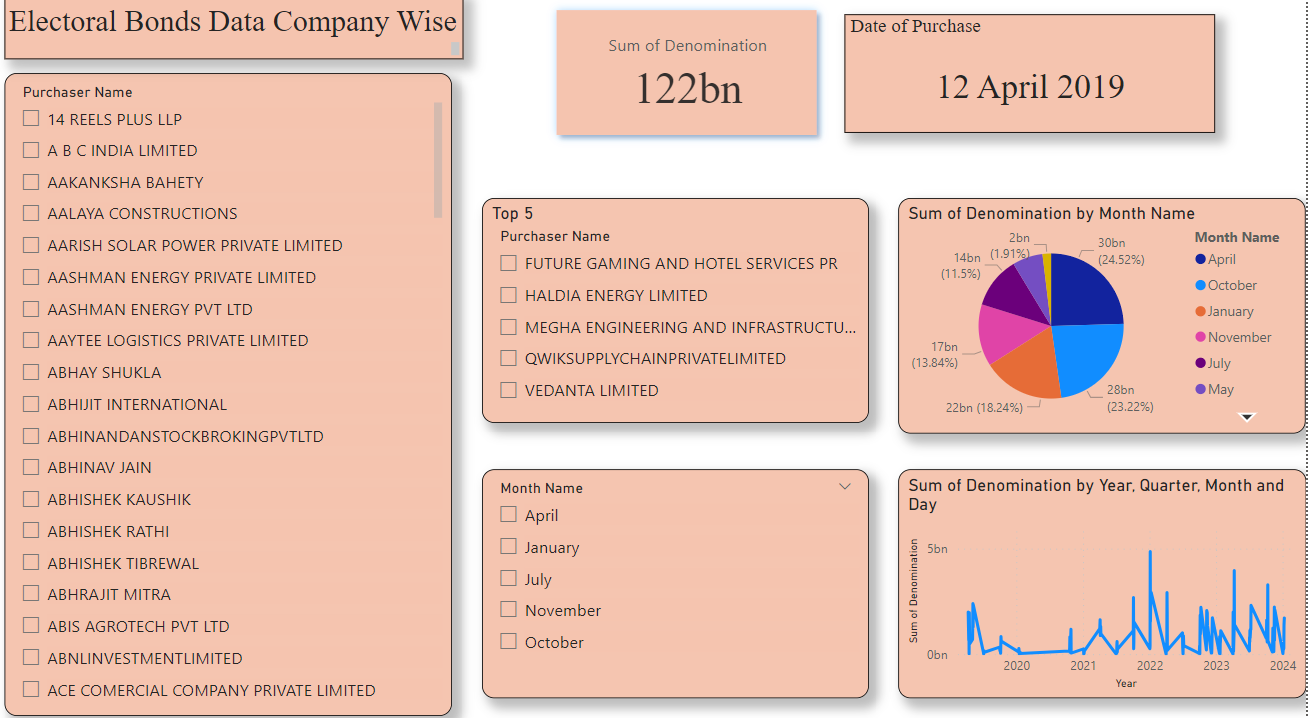 Electoral Bonds Data Company Wise
Sum of Denomination
122bn
Date of Purchase
12 April 2019
Purchaser Name
14 REELS PLUS LLP
A B C INDIA LIMITED
AAKANKSHA BAHETY
AALAYA CONSTRUCTIONS
AARISH SOLAR POWER PRIVATE LIMITED
AASHMAN ENERGY PRIVATE LIMITED
AASHMAN ENERGY PVT LTD
AAYTEE LOGISTICS PRIVATE LIMITED
ABHAY SHUKLA
ABHIJIT INTERNATIONAL
ABHINANDANSTOCKBROKINGPVTLTD
ABHINAV JAIN
ABHISHEK KAUSHIK
ABHISHEK RATHI
ABHISHEK TIBREWAL
ABHRAJIT MITRA
ABIS AGROTECH PVT LTD
ABNLINVESTMENTLIMITED
ACE COMERCIAL COMPANY PRIVATE LIMITED
Top 5
Purchaser Name
FUTURE GAMING AND HOTEL SERVICES PR
HALDIA ENERGY LIMITED
MEGHA ENGINEERING AND INFRASTRUCTU...
QWIKSUPPLYCHAINPRIVATELIMITED
VEDANTA LIMITED
Sum of Denomination by Month Name
2bn
(1.91%)
30bn
(24.52%)
14bn
(11.5%)
17bn
(13.84%)
22bn (18.24%)
28bn
(23.22%)
Month Name
April
October
January
November
July
May
Month Name
April
January
July
November
October
Sum of Denomination by Year, Quarter, Month and
Day
Sum of Denomination
5bn
0bn
2020 2021 2022 2023 2024
Year